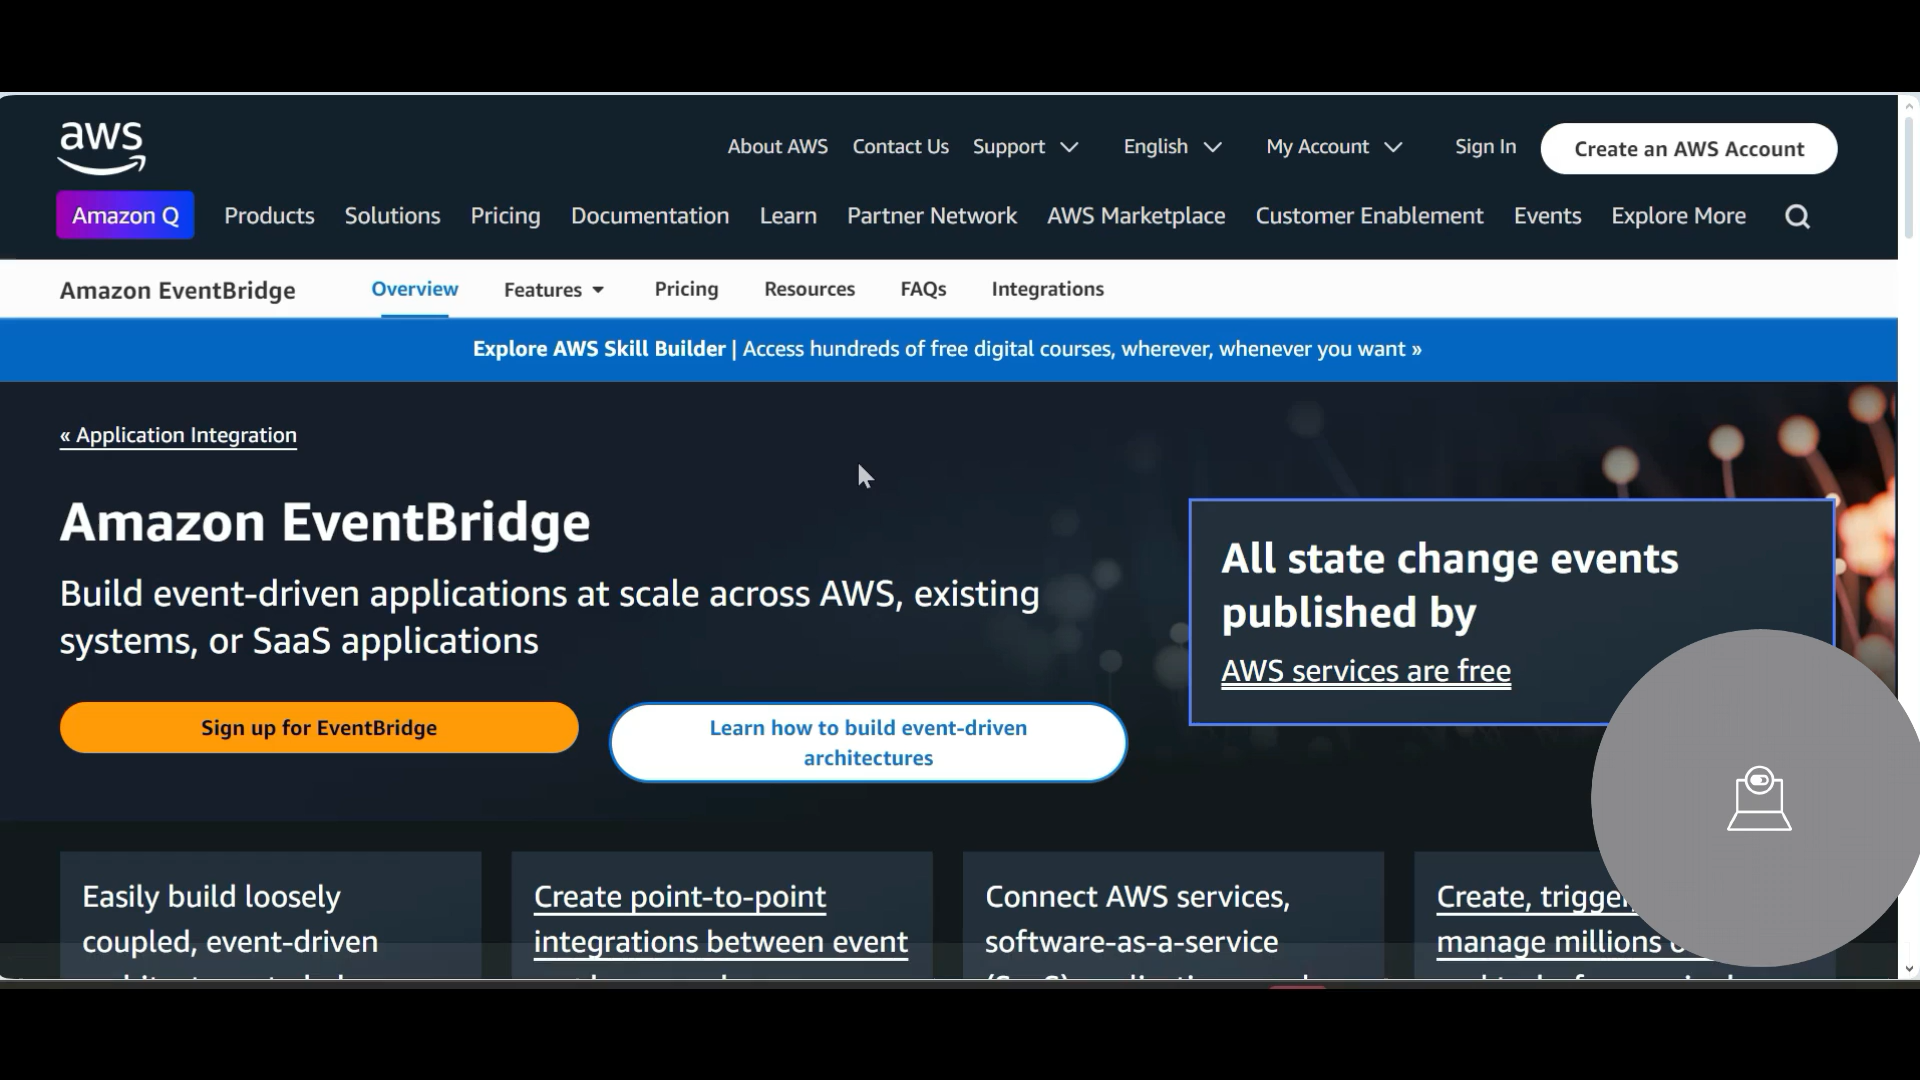 aws
About AWS Contact Us Support English My Account Sign In Create an AWS Account
Amazon Q Products Solutions Pricing Documentation Learn Partner Network AWS Marketplace Customer Enablement Events Explore More
Amazon EventBridge Overview Features Pricing Resources FAQs Integrations
Explore AWS Skill Builder | Access hundreds of free digital courses, wherever, whenever you want »
« Application Integration
Amazon EventBridge
Build event-driven applications at scale across AWS, existing
systems, or SaaS applications
Sign up for EventBridge
Learn how to build event-driven
architectures
All state change events
published by
AWS services are free
Easily build loosely
coupled, event-driven
Create point-to-point
integrations between event
Connect AWS services,
software-as-a-service
Create, trigger,
manage millions